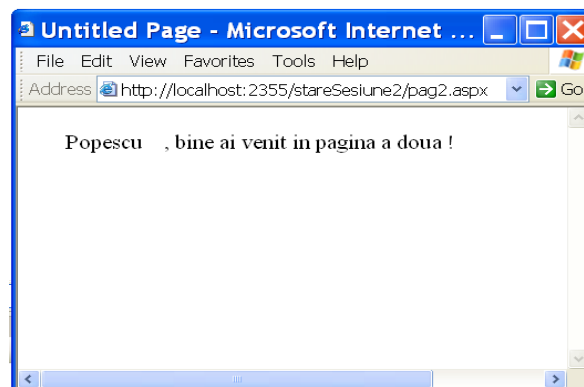 Untitled Page - Microsoft Internet ...
File Edit View Favorites Tools Help
Address http://localhost:2355/stareSesiune2/pag2.aspx Go
Popescu , bine ai venit in pagina a doua !